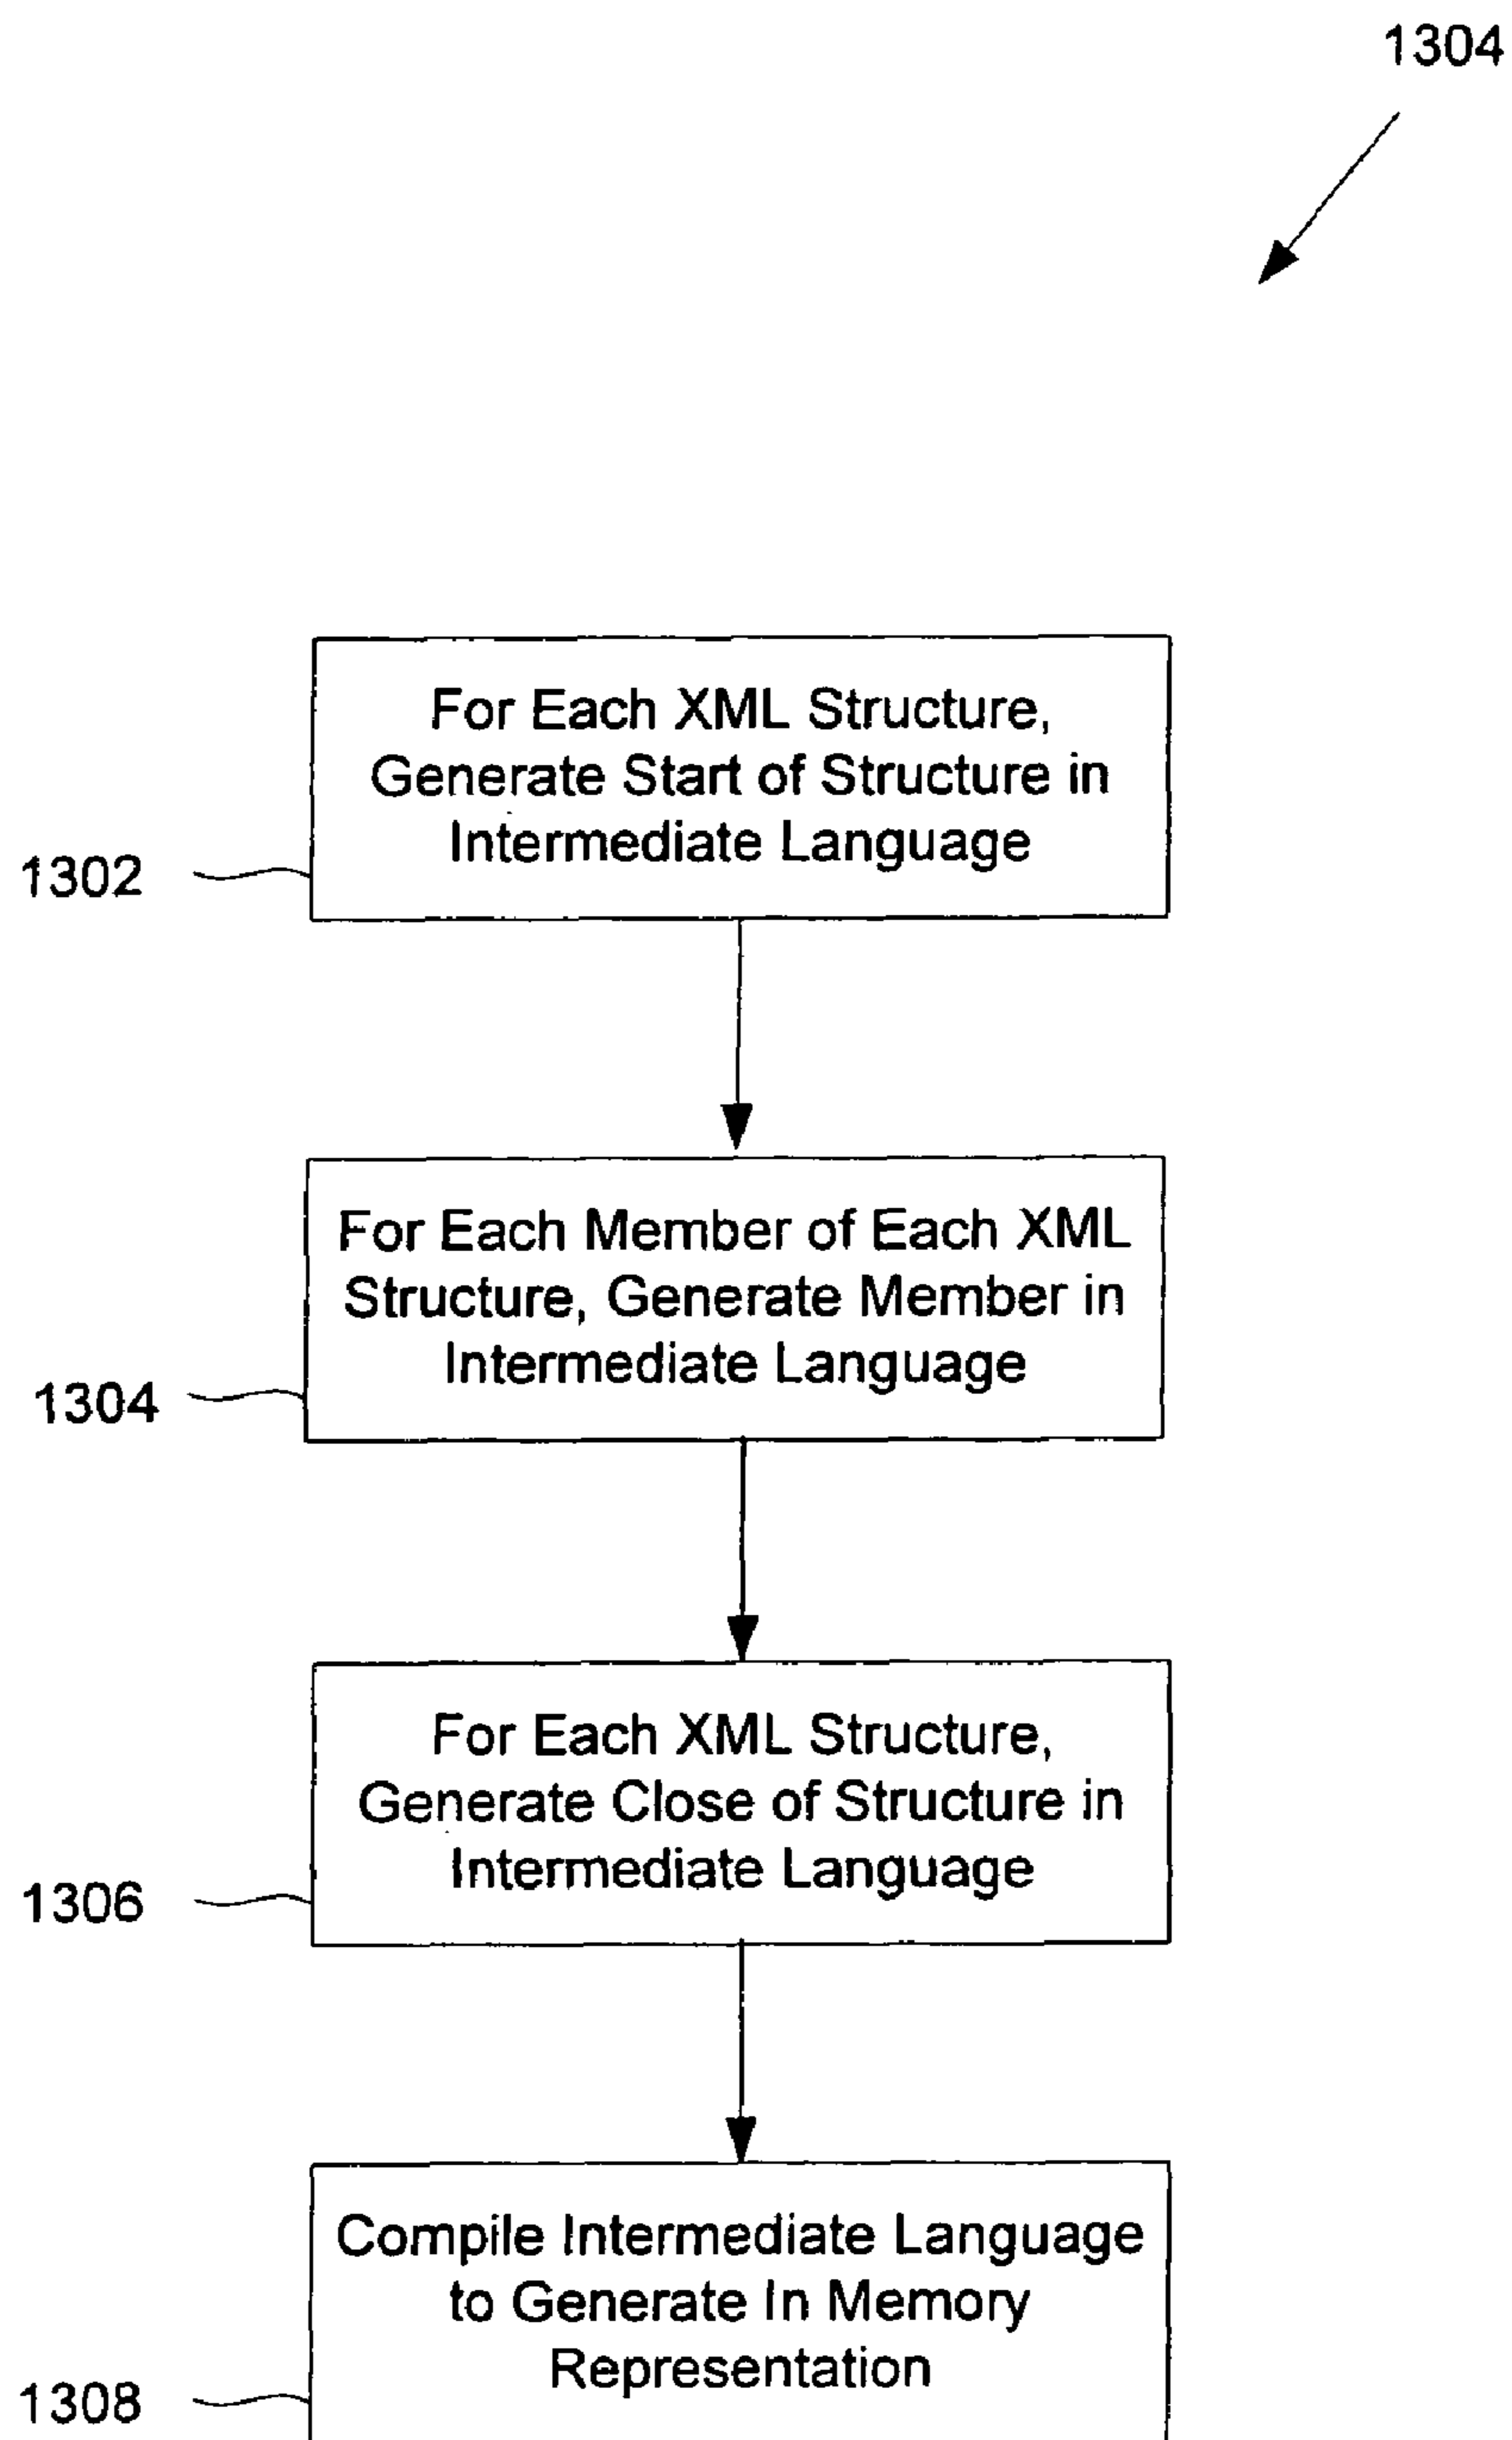 1304
For Each XML Structure,
Generate Start of Structure in
Intermediate Language
1302
For Each Member of Each XML
Structure, Generate Member in
Intermediate Language
1304
For Each XML Structure,
Generate Close of Structure in
Intermediate Language
1306
Compile Intermediate Language
to Generate In Memory
Representation
1308